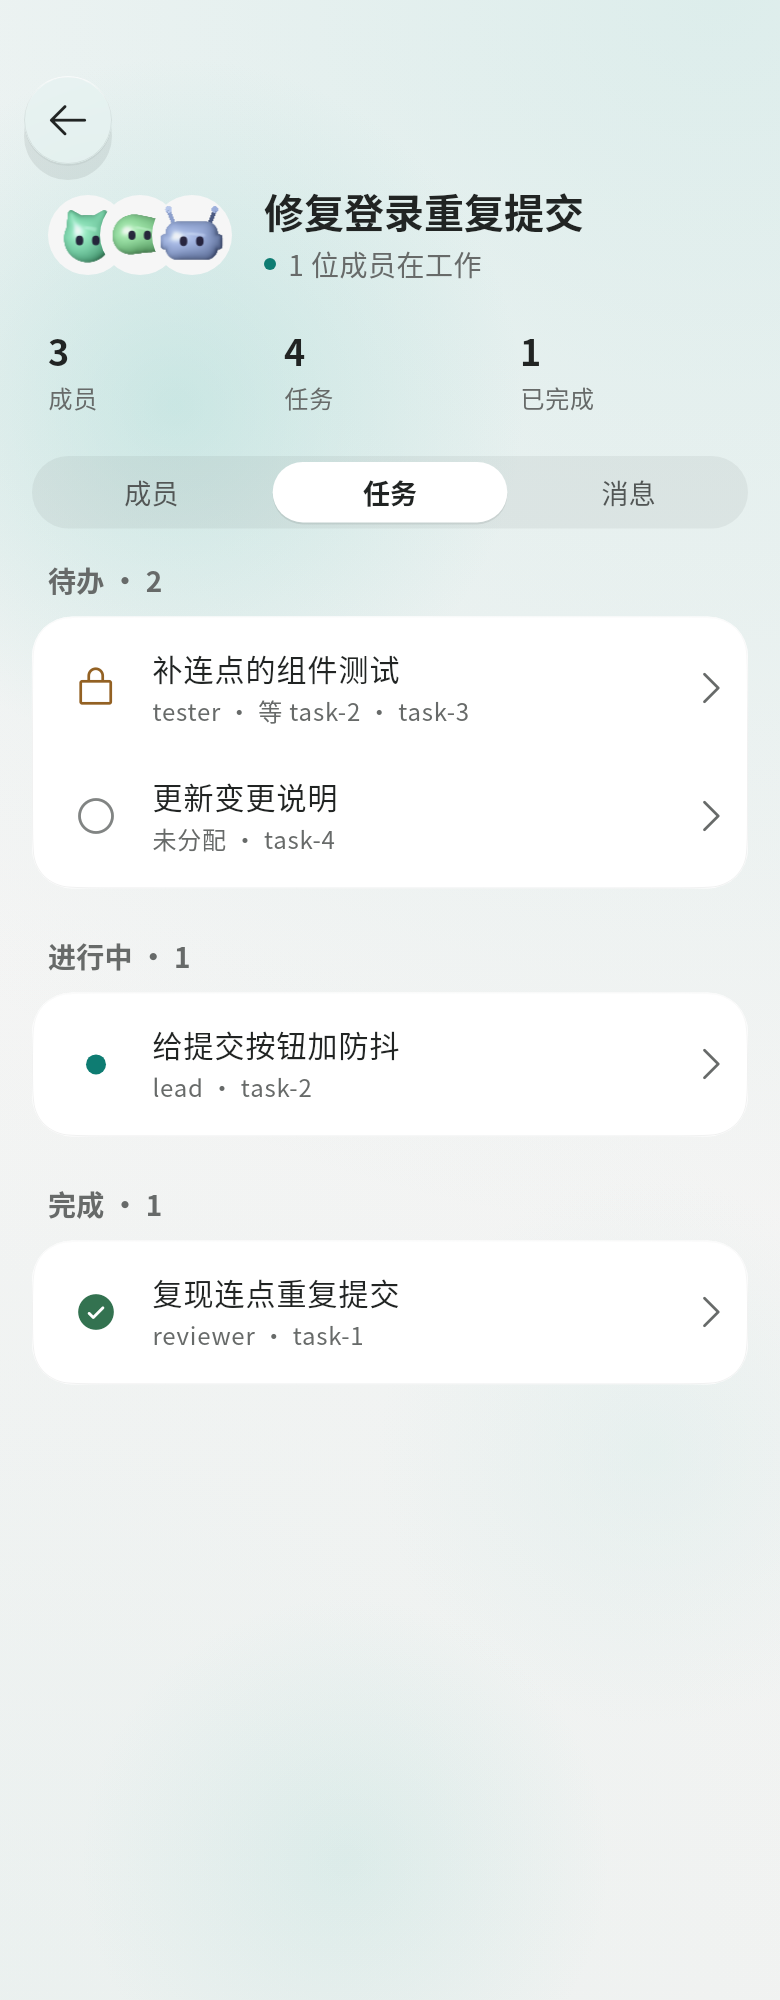 修复登录重复提交
1 位成员在工作
3
成员
4
任务
1
已完成
成员
任务
消息
待办 · 2
补连点的组件测试
tester · 等 task-2 · task-3
更新变更说明
未分配 · task-4
进行中 · 1
给提交按钮加防抖
lead · task-2
完成 · 1
复现连点重复提交
reviewer · task-1